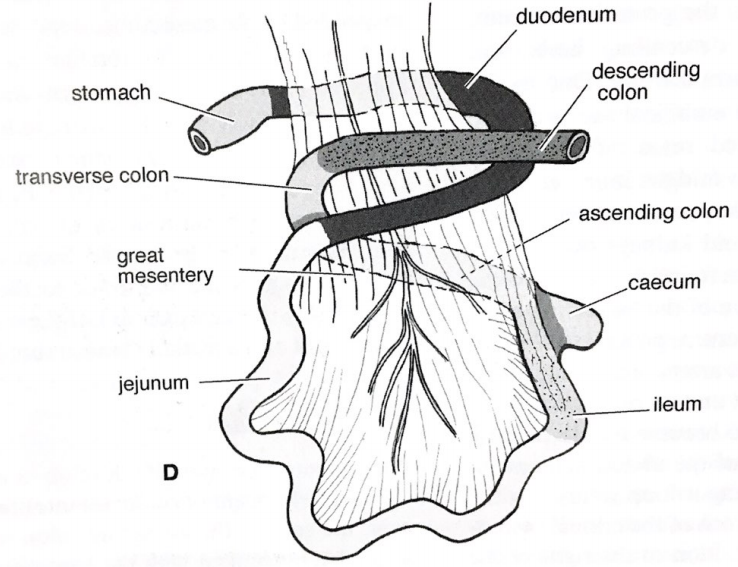 duodenum
descending
colon
stomach
transverse colon
ascending colon
great
mesentery
caecum
jejunum
ileum
D